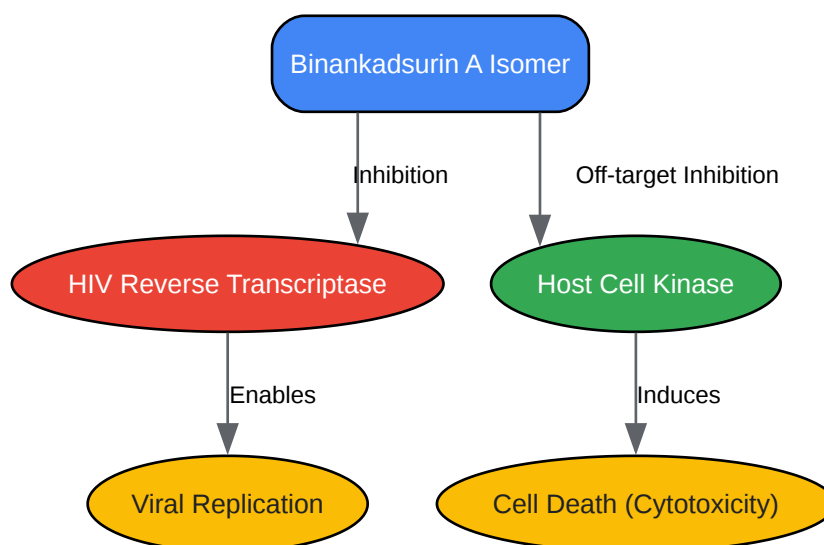 Binankadsurin A Isomer
Inhibition
Off-target Inhibition
HIV Reverse Transcriptase
Host Cell Kinase
Enables
Induces
Viral Replication
Cell Death (Cytotoxicity)